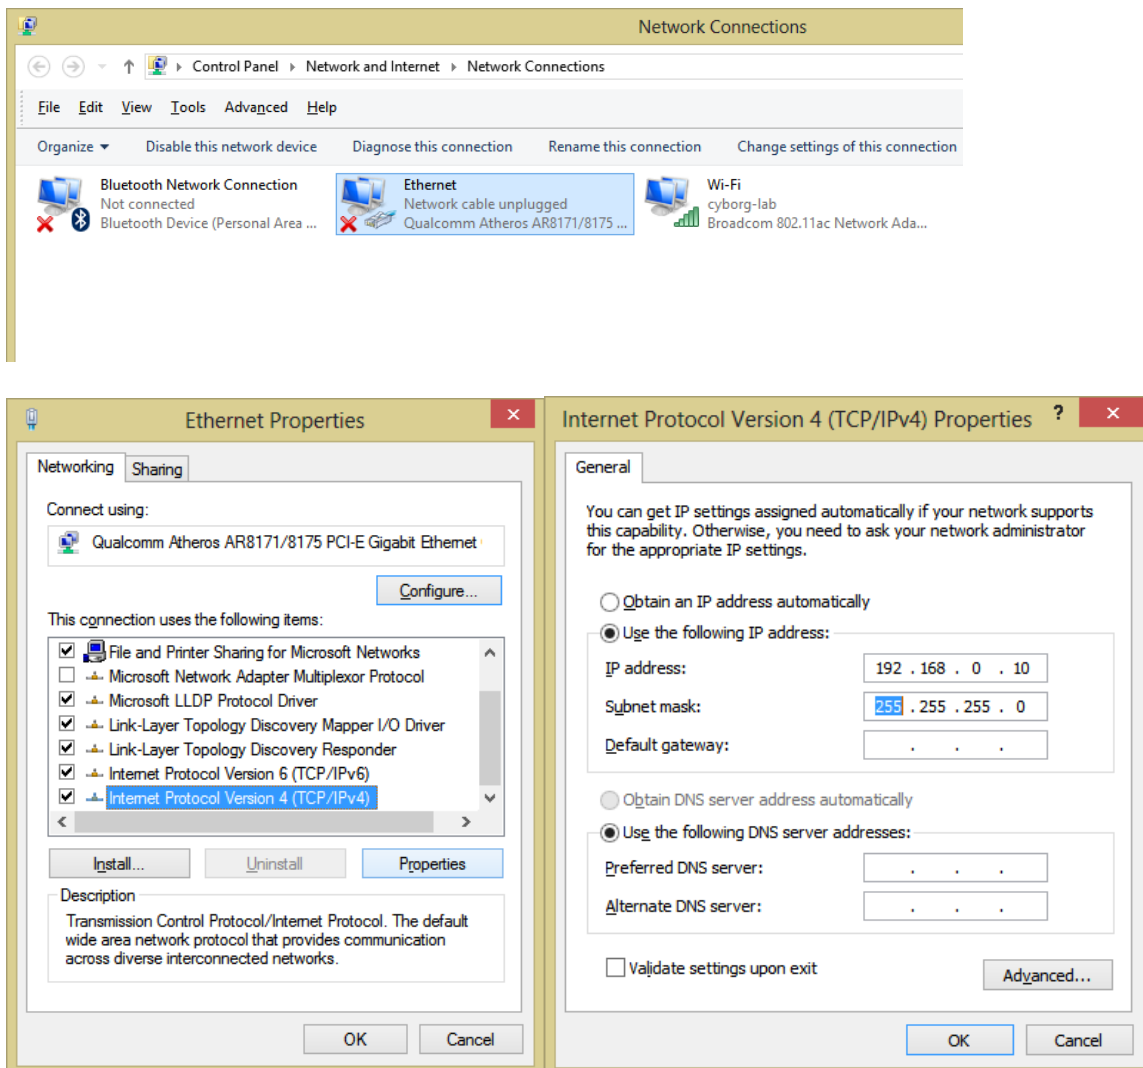 Network Connections
Control Panel Network and Internet Network Connections
File Edit View Tools Advanced Help
Organize Disable this network device Diagnose this connection Rename this connection Change settings of this connection
Bluetooth Network Connection
Not connected
Bluetooth Device (Personal Area ...
Ethernet
Network cable unplugged
Qualcomm Atheros AR8171/8175 ...
Wi-Fi
cyborg-lab
Broadcom 802.11ac Network Ada...
Ethernet Properties
Networking Sharing
Connect using:
Qualcomm Atheros AR8171/8175 PCI-E Gigabit Ethernet
Configure...
This connection uses the following items:
File and Printer Sharing for Microsoft Networks
Microsoft Network Adapter Multiplexor Protocol
Microsoft LLDP Protocol Driver
Link-Layer Topology Discovery Mapper I/O Driver
Link-Layer Topology Discovery Responder
Internet Protocol Version 6 (TCP/IPv6)
Internet Protocol Version 4 (TCP/IPv4)
Install... Uninstall Properties
Description
Transmission Control Protocol/Internet Protocol. The default
wide area network protocol that provides communication
across diverse interconnected networks.
OK Cancel
Internet Protocol Version 4 (TCP/IPv4) Properties ?
General
You can get IP settings assigned automatically if your network supports
this capability. Otherwise, you need to ask your network administrator
for the appropriate IP settings.
Obtain an IP address automatically
Use the following IP address:
IP address: 192 . 168 . 0 . 10
Subnet mask: 255 . 255 . 255 . 0
Default gateway: . . .
Obtain DNS server address automatically
Use the following DNS server addresses:
Preferred DNS server: . . .
Alternate DNS server: . . .
Validate settings upon exit
Advanced...
OK Cancel